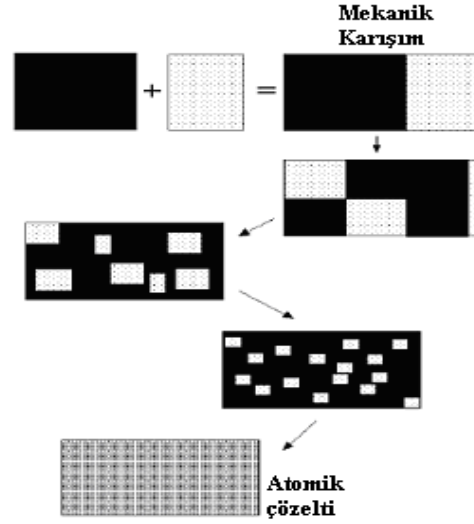 Mekanik
Karışım
+ =
Atomik
çözelti